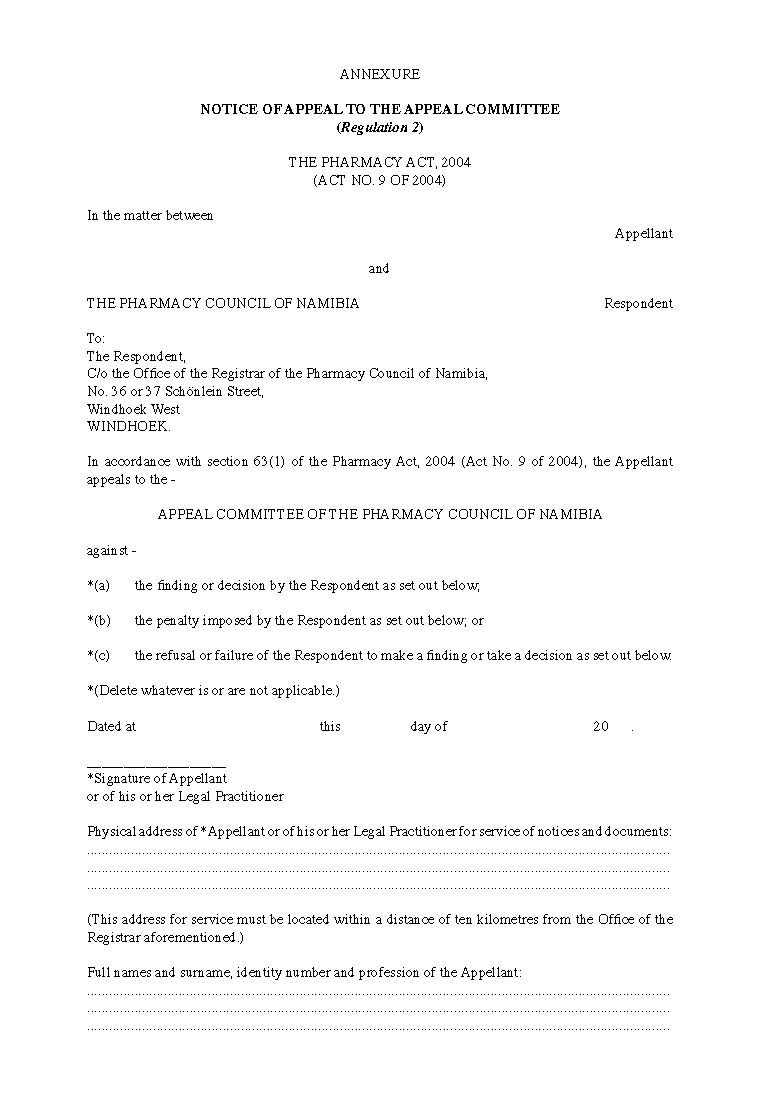 ANNEXURE
NOTICE OF APPEAL TO THE APPEAL COMMITTEE
(Regulation 2)
THE PHARMACY ACT, 2004
(ACT NO. 9 OF 2004)
In the matter between
Appellant
and
THE PHARMACY COUNCIL OF NAMIBIA Respondent
To:
The Respondent,
C/o the Office of the Registrar of the Pharmacy Council of Namibia,
No. 36 or 37 Schönlein Street,
Windhoek West
WINDHOEK.
In accordance with section 63(1) of the Pharmacy Act, 2004 (Act No. 9 of 2004), the Appellant
appeals to the -
APPEAL COMMITTEE OF THE PHARMACY COUNCIL OF NAMIBIA
against -
*(a) the finding or decision by the Respondent as set out below;
*(b) the penalty imposed by the Respondent as set out below; or
*(c) the refusal or failure of the Respondent to make a finding or take a decision as set out below.
*(Delete whatever is or are not applicable.)
Dated at this day of 20 .
___________________
*Signature of Appellant
or of his or her Legal Practitioner
Physical address of *Appellant or of his or her Legal Practitioner for service of notices and documents:
..........................................................................................................................................................
..........................................................................................................................................................
..........................................................................................................................................................
(This address for service must be located within a distance of ten kilometres from the Office of the
Registrar aforementioned.)
Full names and surname, identity number and profession of the Appellant:
..........................................................................................................................................................
..........................................................................................................................................................
..........................................................................................................................................................